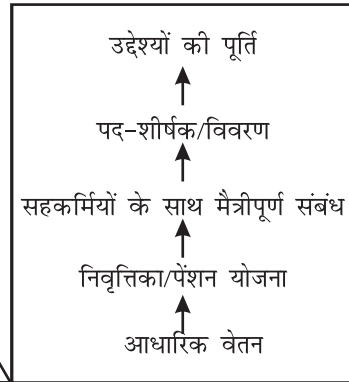 उद्देश्यों की पूर्ति
पद-शीर्षक/विवरण
सहकर्मियों के साथ मैत्रीपूर्ण संबंध
निवृत्तिका/पेंशन योजना
आधारिक वेतन